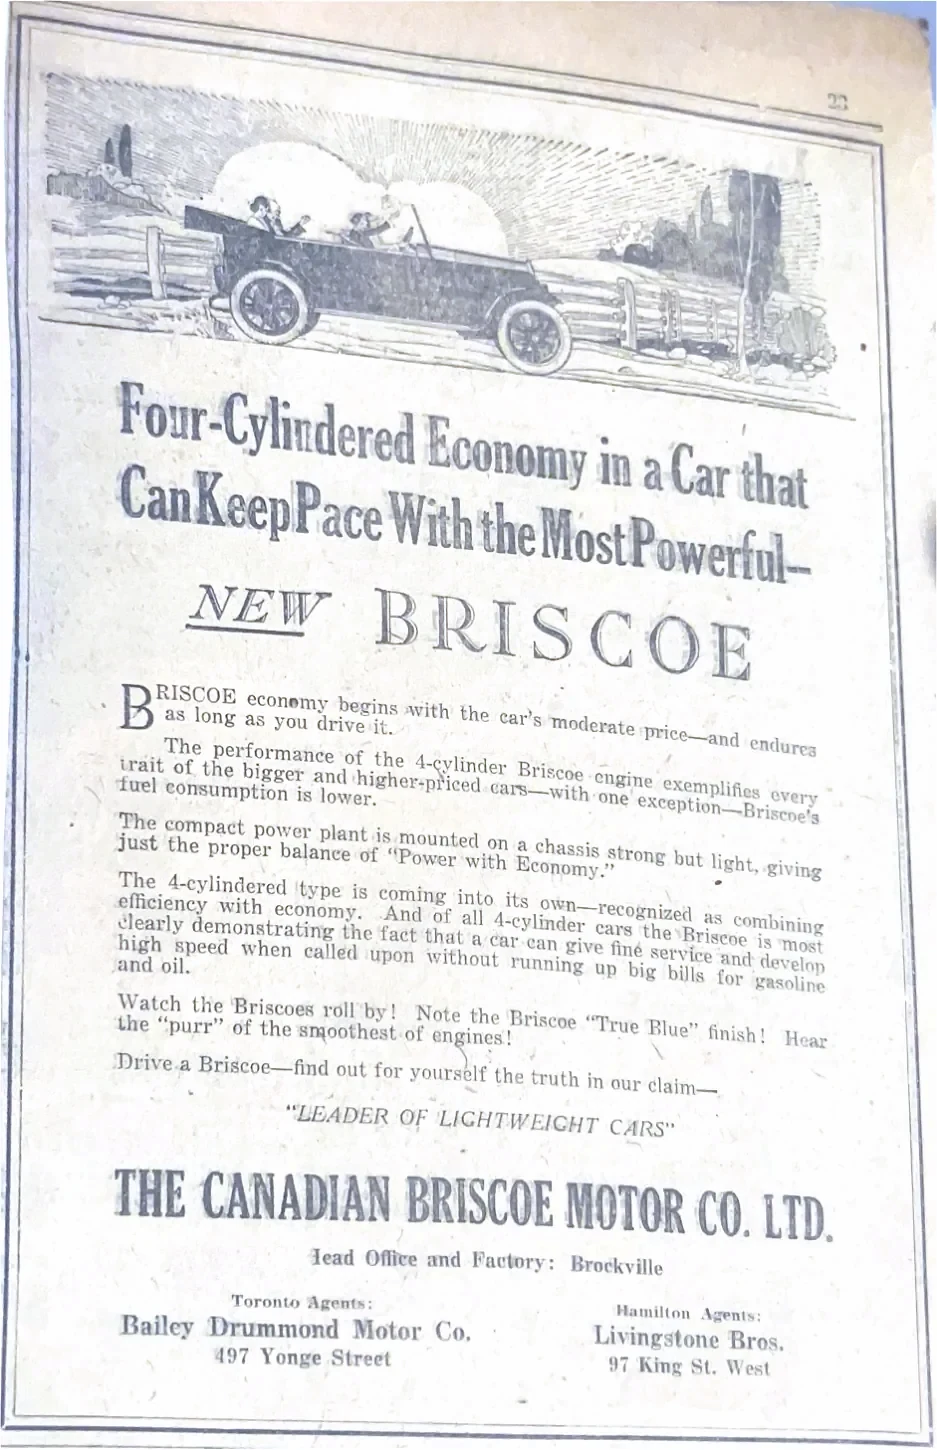 23
Four-Cylindered Economy in a Car that
Can Keep Pace With the Most Powerful—
NEW BRISCOE
BRISCOE economy begins with the car's moderate price—and endures
as long as you drive it.
The performance of the 4-cylinder Briscoe engine exemplifies every
trait of the bigger and higher-priced cars—with one exception—Briscoe's
fuel consumption is lower.
The compact power plant is mounted on a chassis strong but light, giving
just the proper balance of "Power with Economy."
The 4-cylindered type is coming into its own—recognized as combining
efficiency with economy. And of all 4-cylinder cars the Briscoe is most
clearly demonstrating the fact that a car can give fine service and develop
high speed when called upon without running up big bills for gasoline
and oil.
Watch the Briscoes roll by! Note the Briscoe "True Blue" finish! Hear
the "purr" of the smoothest of engines!
Drive a Briscoe—find out for yourself the truth in our claim—
"LEADER OF LIGHTWEIGHT CARS"
THE CANADIAN BRISCOE MOTOR CO. LTD.
Head Office and Factory: Brockville
Toronto Agents:
Bailey Drummond Motor Co.
497 Yonge Street
Hamilton Agents:
Livingstone Bros.
97 King St. West